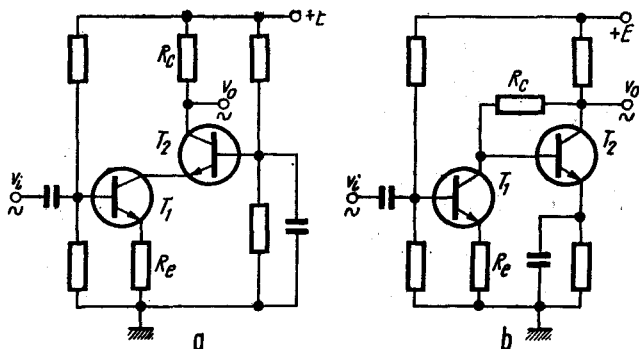 +E
R_c
v_o
~
T_2
v_i
~
T_1
R_e
a
+E
R_c
v_o
~
T_2
v_i
~
T_1
R_e
b